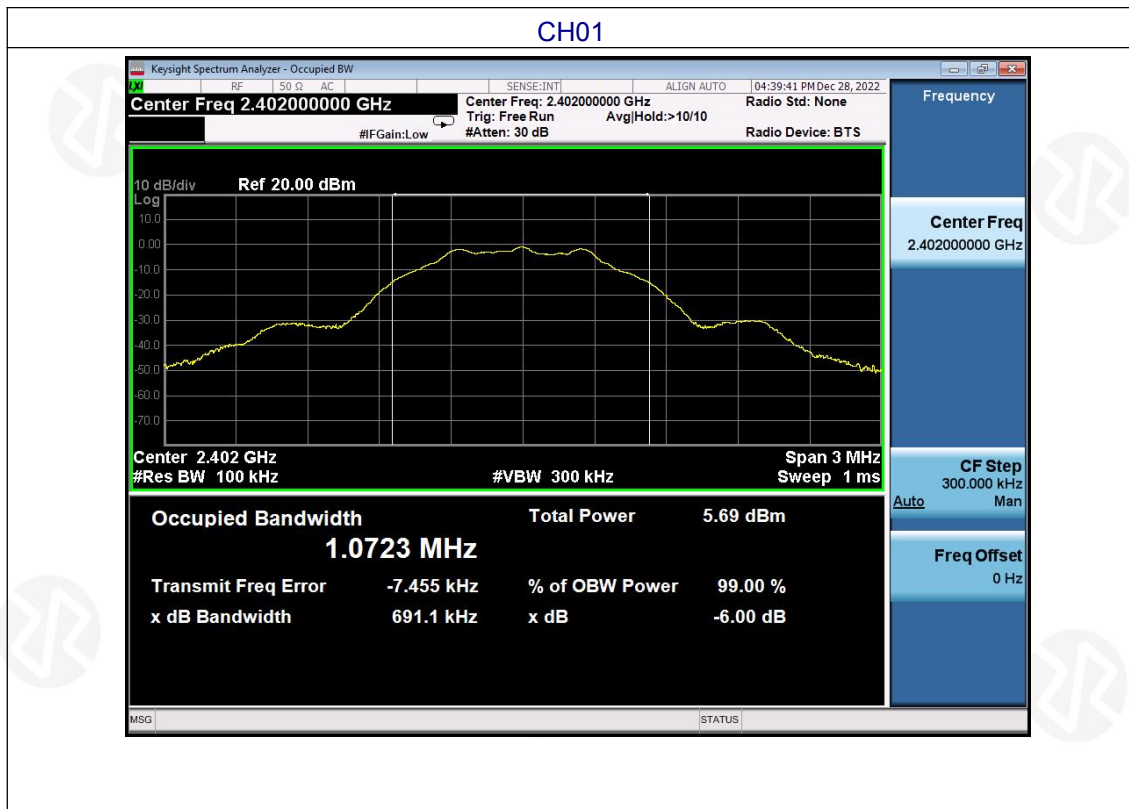 CH01
Keysight Spectrum Analyzer - Occupied BW
LXI RF 50 Ω AC SENSE:INT ALIGN AUTO 04:39:41 PM Dec 28, 2022
Center Freq 2.402000000 GHz
Center Freq: 2.402000000 GHz
Radio Std: None
Trig: Free Run Avg|Hold:>10/10
#IFGain:Low
#Atten: 30 dB
Radio Device: BTS
10 dB/div Ref 20.00 dBm
Log
10.0
0.00
-10.0
-20.0
-30.0
-40.0
-50.0
-60.0
-70.0
Center 2.402 GHz
Span 3 MHz
#Res BW 100 kHz
#VBW 300 kHz
Sweep 1 ms
Occupied Bandwidth
Total Power 5.69 dBm
1.0723 MHz
Transmit Freq Error -7.455 kHz
% of OBW Power 99.00 %
x dB Bandwidth 691.1 kHz
x dB -6.00 dB
MSG
STATUS
Frequency
Center Freq
2.402000000 GHz
CF Step
300.000 kHz
Auto Man
Freq Offset
0 Hz